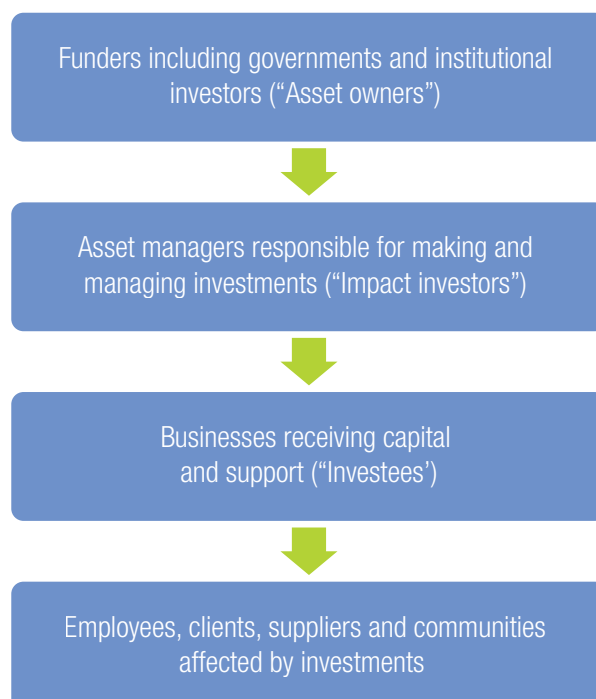 Funders including governments and institutional
investors (“Asset owners”)
Asset managers responsible for making and
managing investments (“Impact investors”)
Businesses receiving capital
and support (“Investees’)
Employees, clients, suppliers and communities
affected by investments